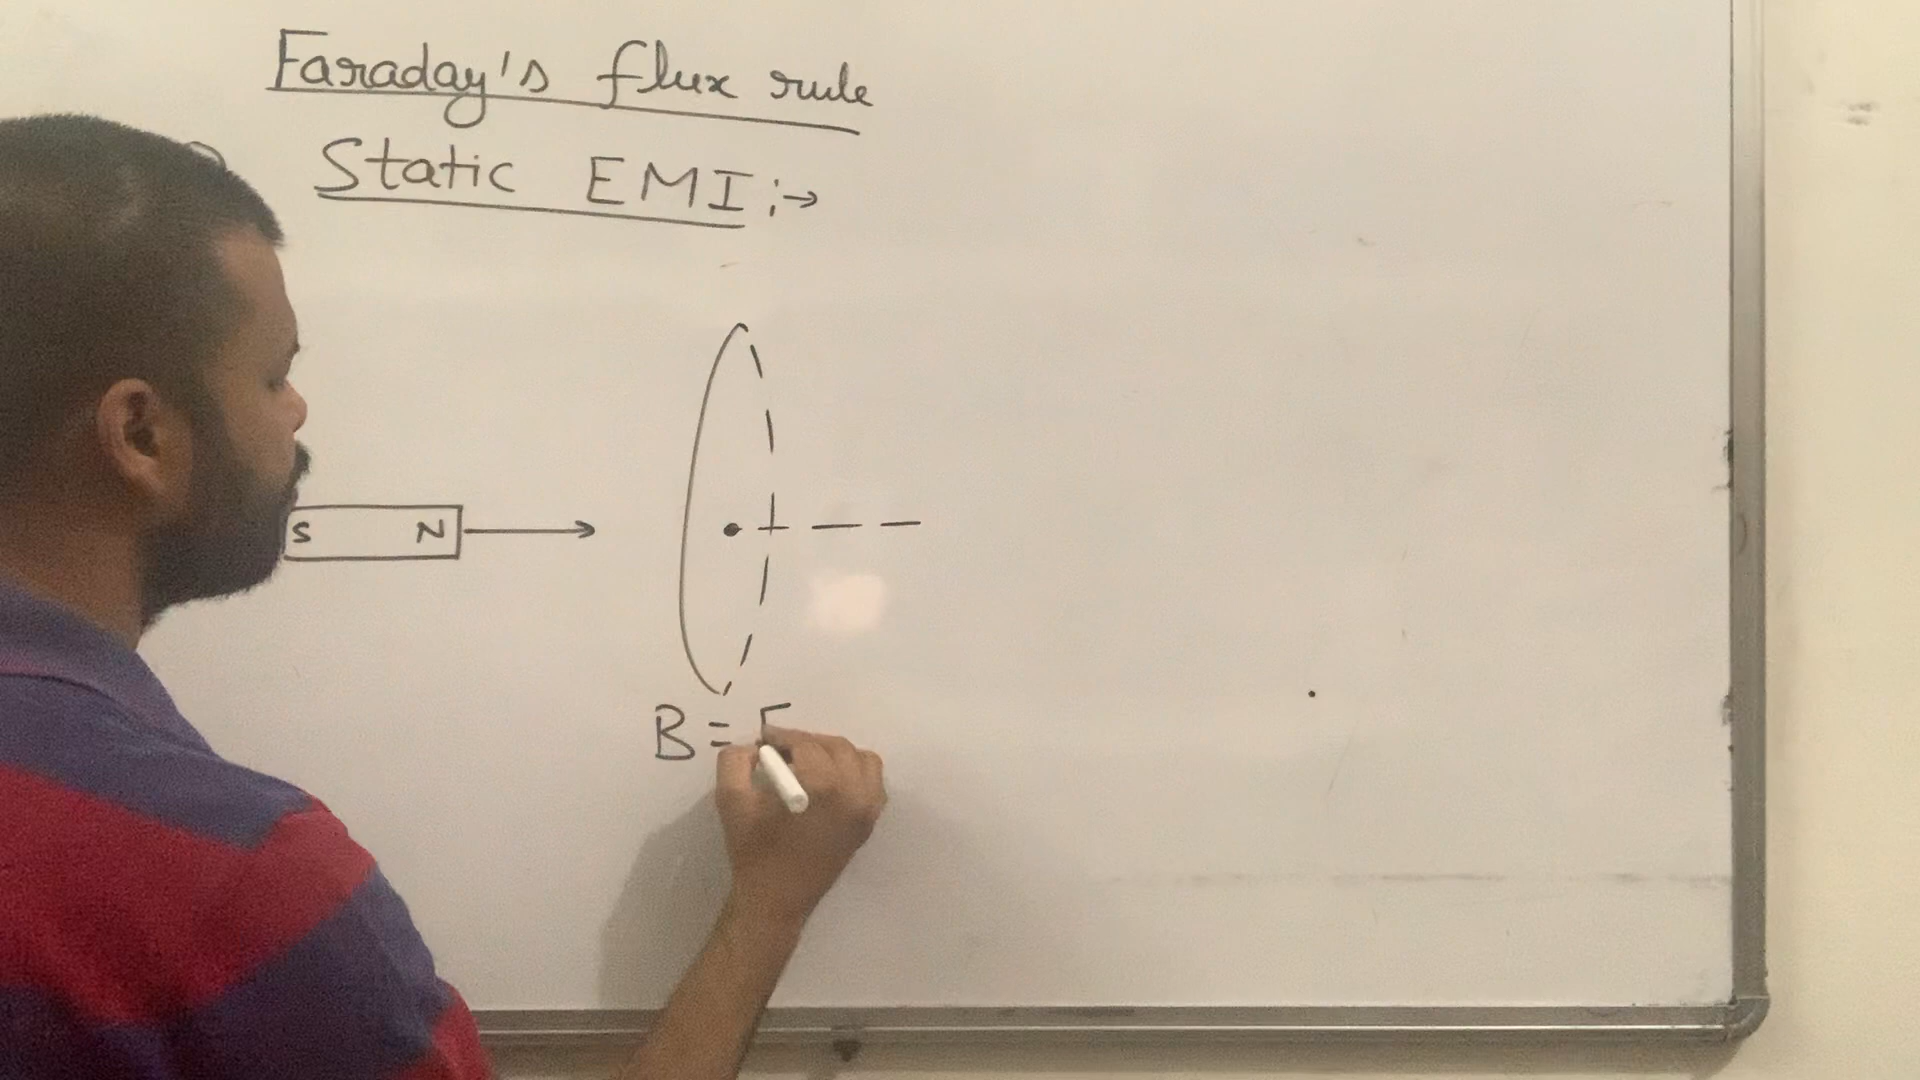 Faraday's flux rule
Static EMI :→
S N
B =